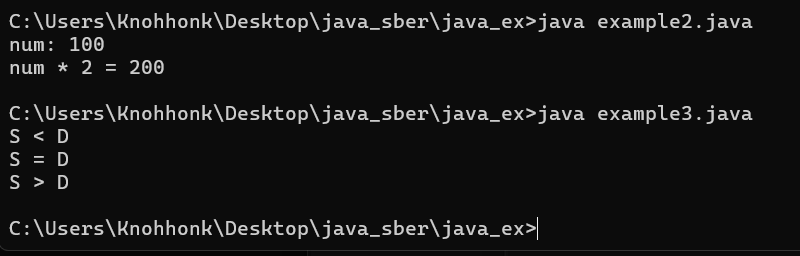 C:\Users\Knohhonk\Desktop\java_sber\java_ex>java example2.java
num: 100
num * 2 = 200
C:\Users\Knohhonk\Desktop\java_sber\java_ex>java example3.java
S < D
S = D
S > D
C:\Users\Knohhonk\Desktop\java_sber\java_ex>